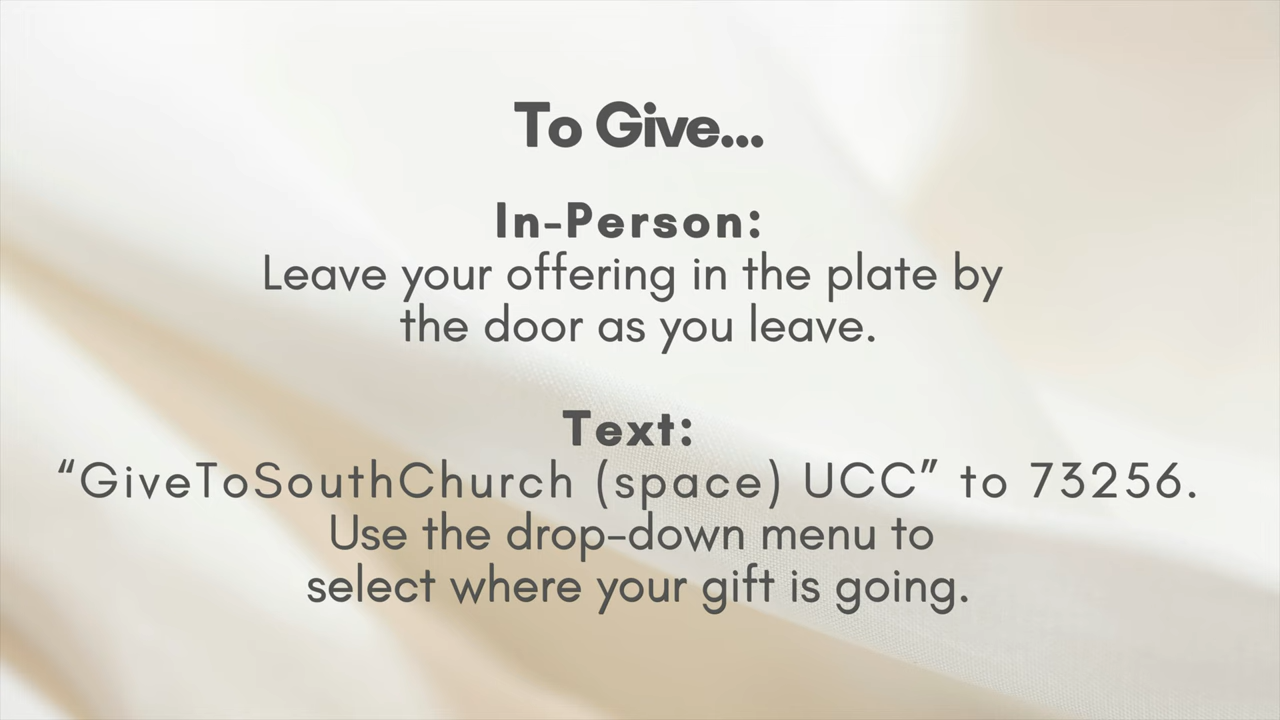 To Give...
In-Person:
Leave your offering in the plate by
the door as you leave.
Text:
“GiveToSouthChurch (space) UCC” to 73256.
Use the drop-down menu to
select where your gift is going.